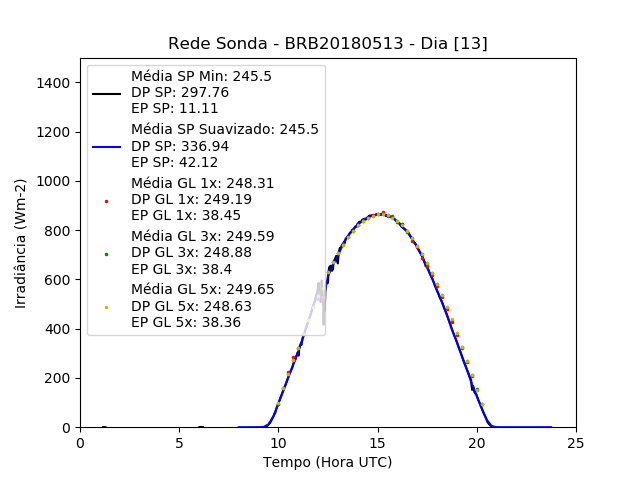 Rede Sonda - BRB20180513 - Dia [13]
Irradiância (Wm-2)
1400
1200
1000
800
600
400
200
0
Média SP Min: 245.5
DP SP: 297.76
EP SP: 11.11
Média SP Suavizado: 245.5
DP SP: 336.94
EP SP: 42.12
Média GL 1x: 248.31
DP GL 1x: 249.19
EP GL 1x: 38.45
Média GL 3x: 249.59
DP GL 3x: 248.88
EP GL 3x: 38.4
Média GL 5x: 249.65
DP GL 5x: 248.63
EP GL 5x: 38.36
0 5 10 15 20 25
Tempo (Hora UTC)